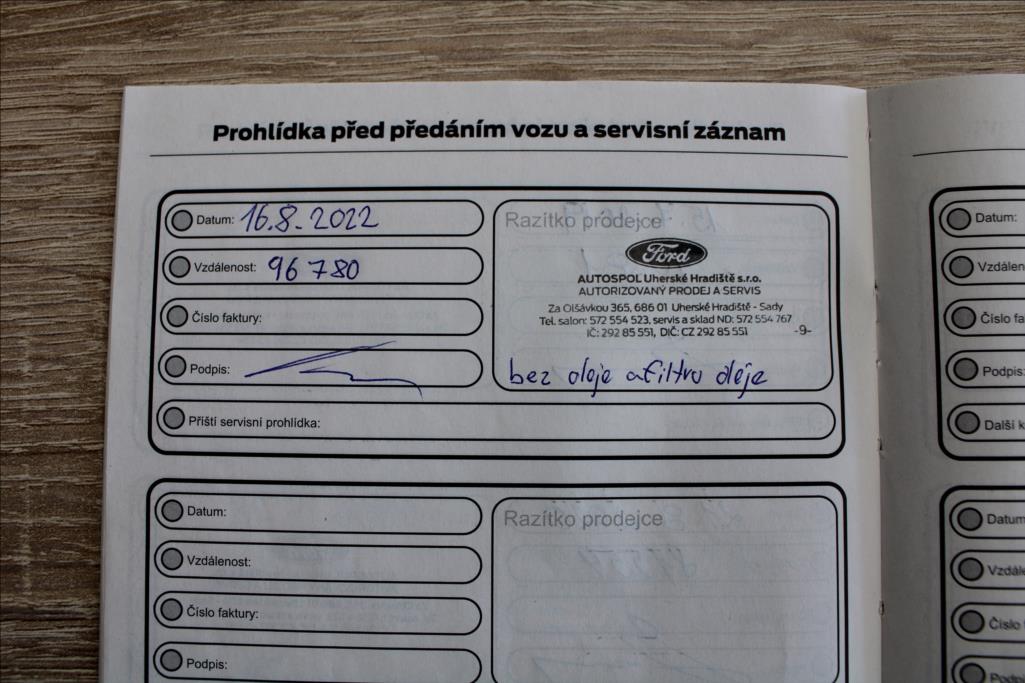 Prohlídka před předáním vozu a servisní záznam
Datum: 16.8.2022
Vzdálenost: 96 780
Číslo faktury:
Podpis:
Příští servisní prohlídka:
Razítko prodejce
Ford
AUTOSPOL Uherské Hradiště s.r.o.
AUTORIZOVANÝ PRODEJ A SERVIS
Za Olšávkou 365, 686 01 Uherské Hradiště - Sady
Tel. salon: 572 554 523, servis a sklad ND: 572 554 767
IČ: 292 85 551, DIČ: CZ 292 85 551 -9-
bez oleje a filtru oleje
Datum:
Vzdálenost:
Číslo faktury:
Podpis:
Razítko prodejce
Datum:
Vzdálen
Číslo fa
Podpis:
Další k
Datum
Vzdále
Číslo